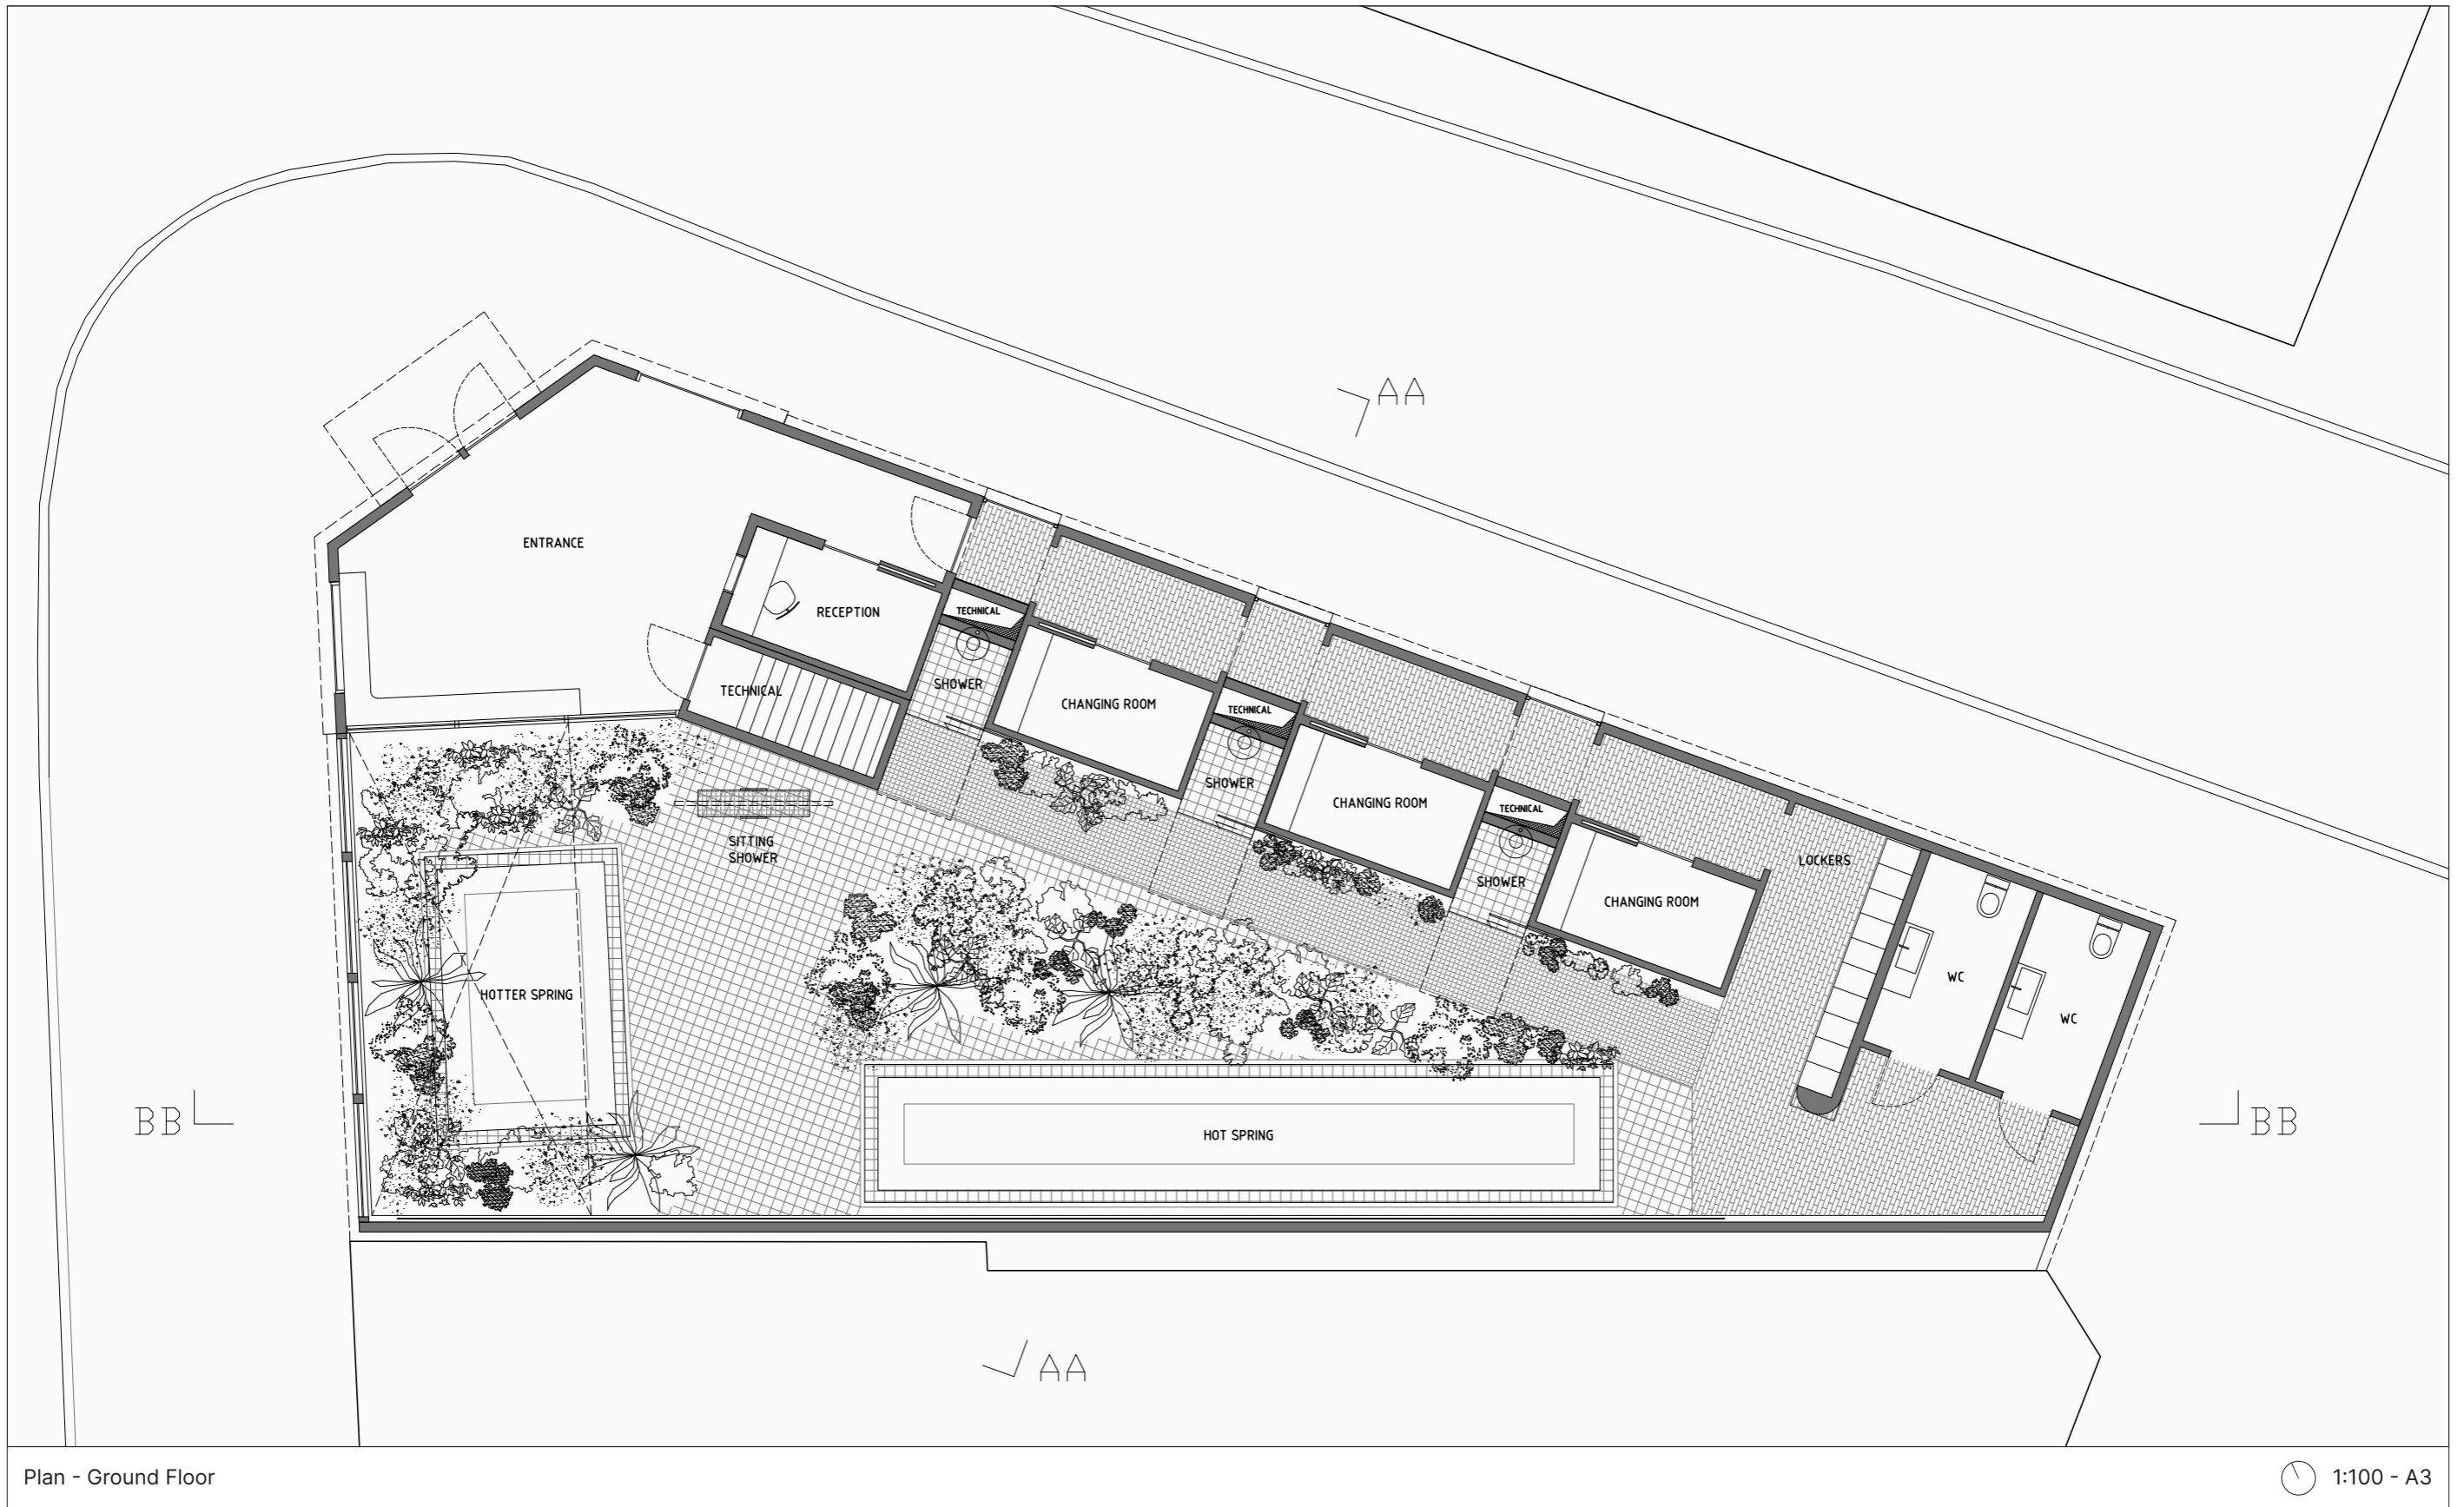 AA
ENTRANCE
RECEPTION
TECHNICAL
TECHNICAL
SHOWER
CHANGING ROOM
TECHNICAL
SHOWER
CHANGING ROOM
TECHNICAL
SHOWER
CHANGING ROOM
LOCKERS
WC
WC
SITTING
SHOWER
HOTTER SPRING
HOT SPRING
BB
BB
AA
Plan - Ground Floor
1:100 - A3